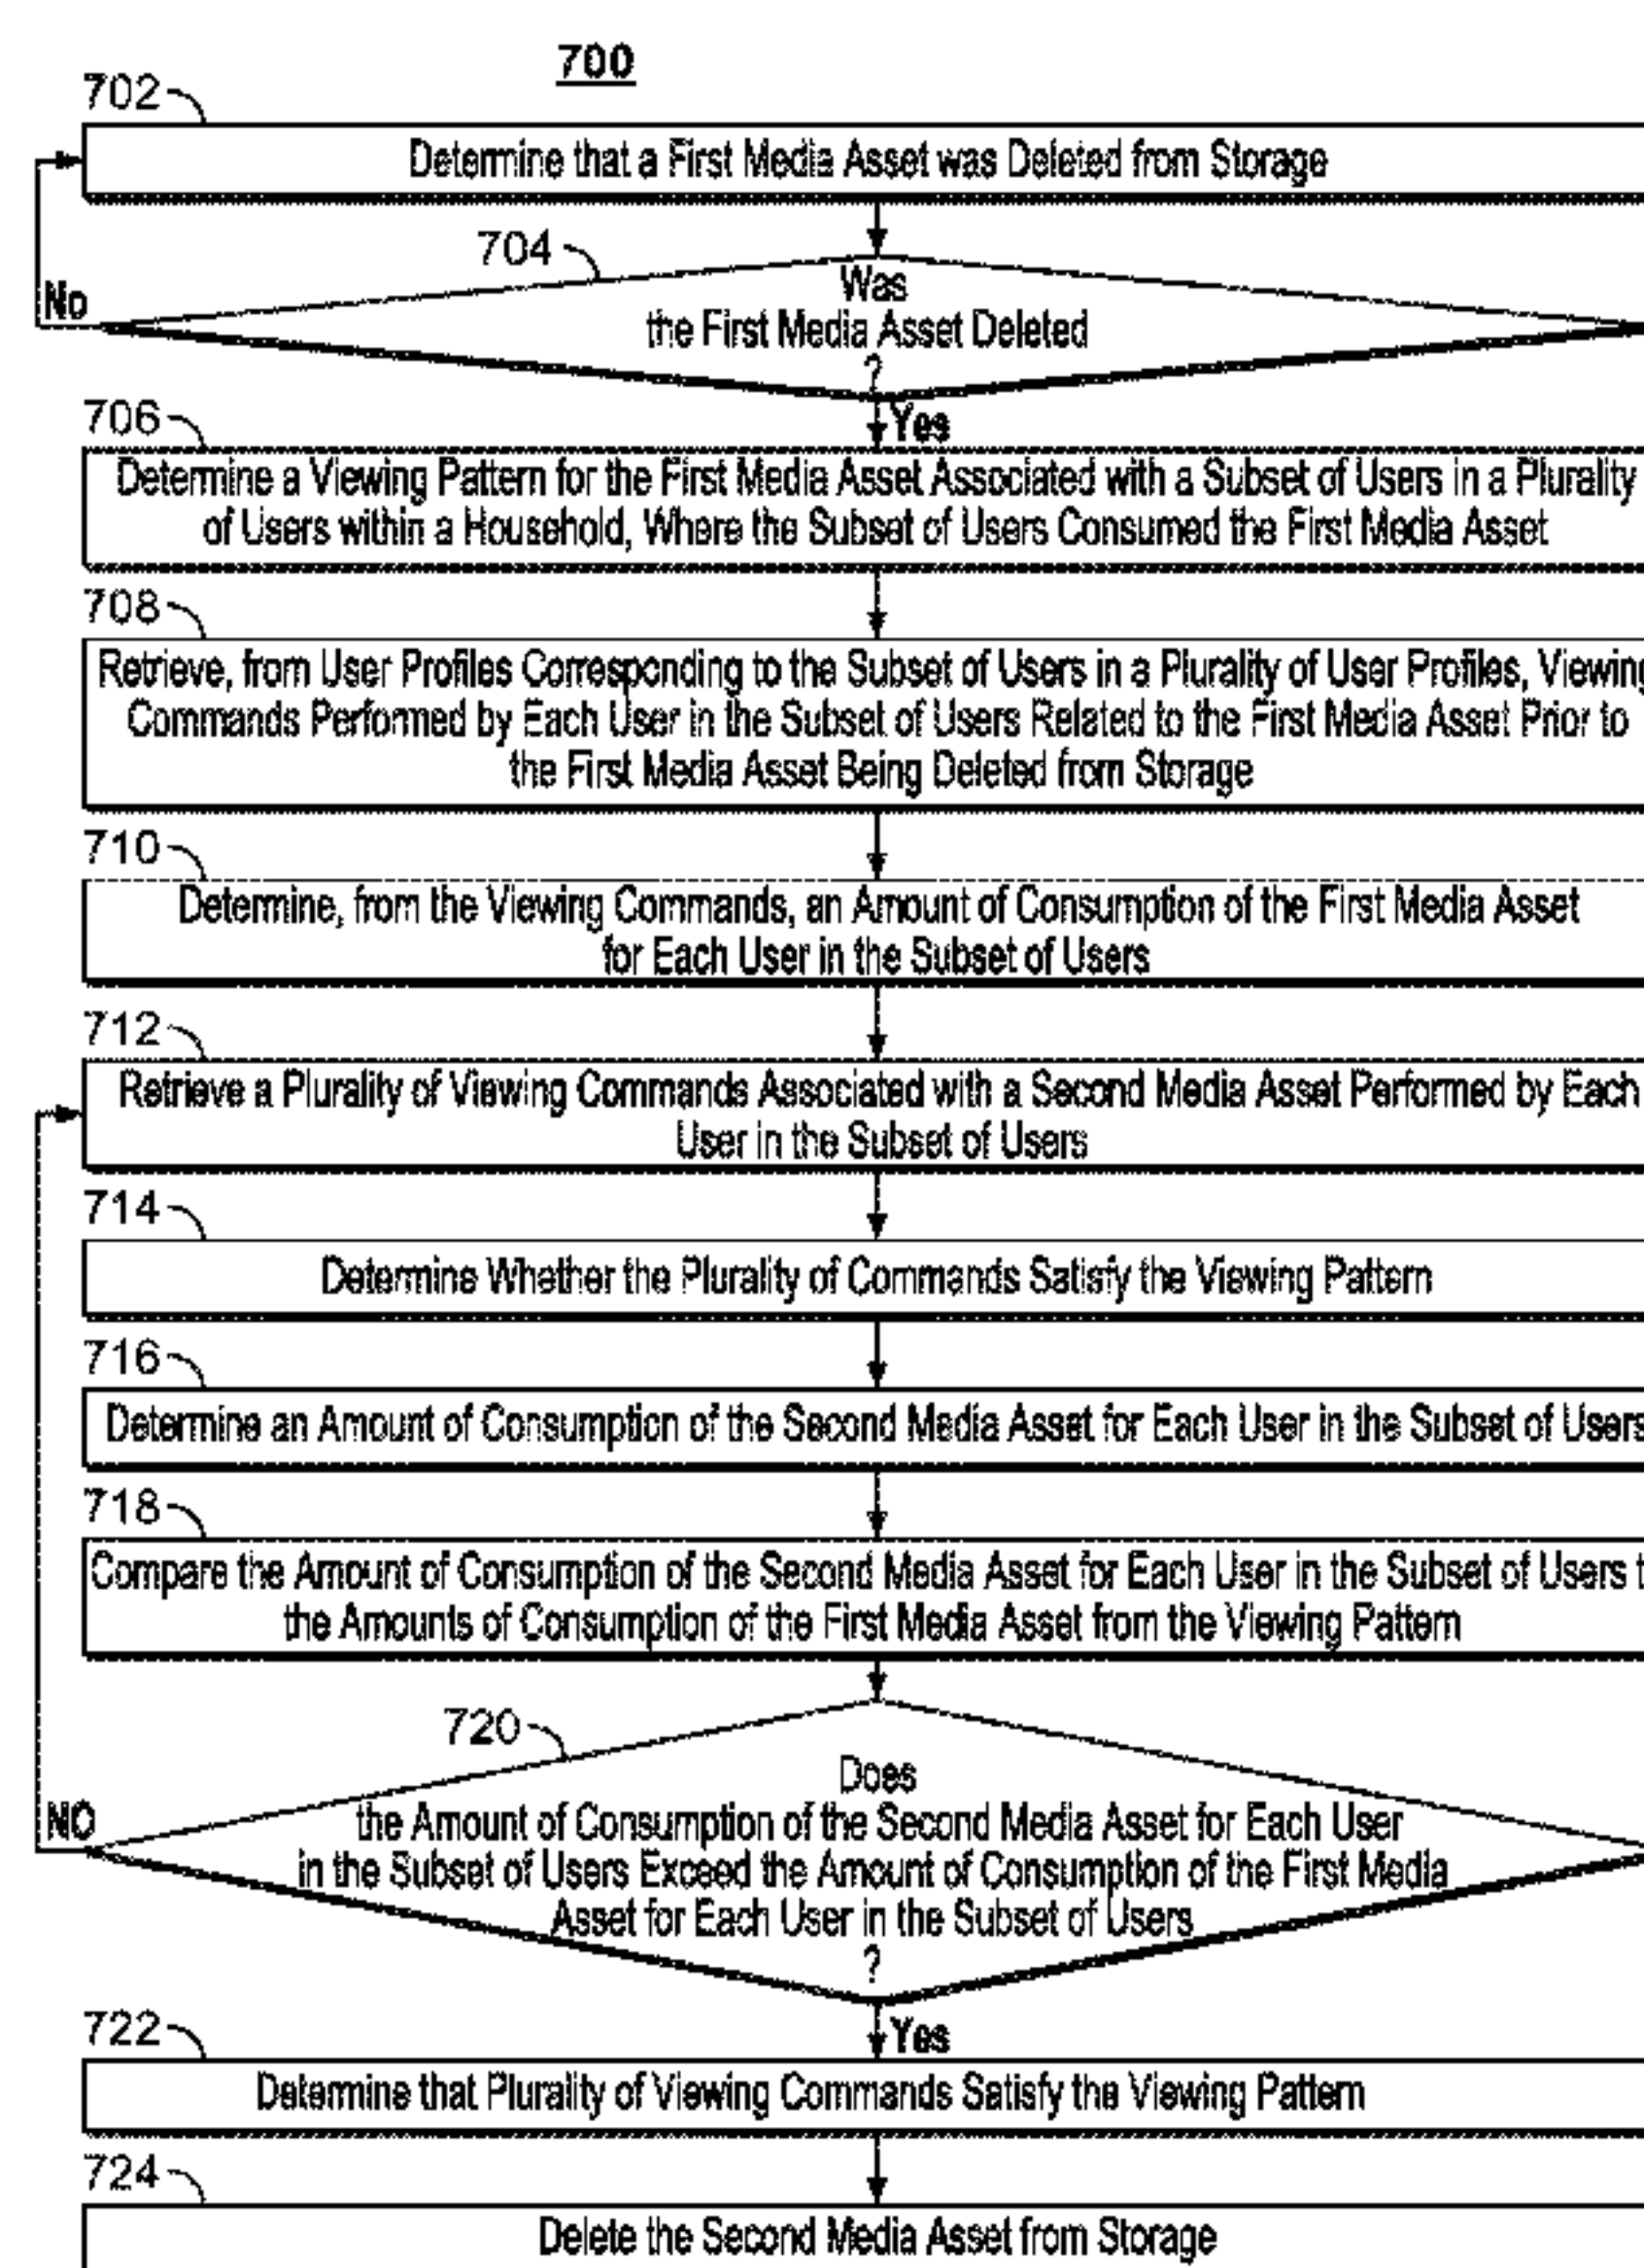 700
702
Determine that a First Media Asset was Deleted from Storage
704
Was
the First Media Asset Deleted
?
No
Yes
706
Determine a Viewing Pattern for the First Media Asset Associated with a Subset of Users in a Plurality
of Users within a Household, Where the Subset of Users Consumed the First Media Asset
708
Retrieve, from User Profiles Corresponding to the Subset of Users in a Plurality of User Profiles, Viewing
Commands Performed by Each User in the Subset of Users Related to the First Media Asset Prior to
the First Media Asset Being Deleted from Storage
710
Determine, from the Viewing Commands, an Amount of Consumption of the First Media Asset
for Each User in the Subset of Users
712
Retrieve a Plurality of Viewing Commands Associated with a Second Media Asset Performed by Each
User in the Subset of Users
714
Determine Whether the Plurality of Commands Satisfy the Viewing Pattern
716
Determine an Amount of Consumption of the Second Media Asset for Each User in the Subset of Users
718
Compare the Amount of Consumption of the Second Media Asset for Each User in the Subset of Users t
the Amounts of Consumption of the First Media Asset from the Viewing Pattern
720
Does
the Amount of Consumption of the Second Media Asset for Each User
in the Subset of Users Exceed the Amount of Consumption of the First Media
Asset for Each User in the Subset of Users
?
NO
Yes
722
Determine that Plurality of Viewing Commands Satisfy the Viewing Pattern
724
Delete the Second Media Asset from Storage